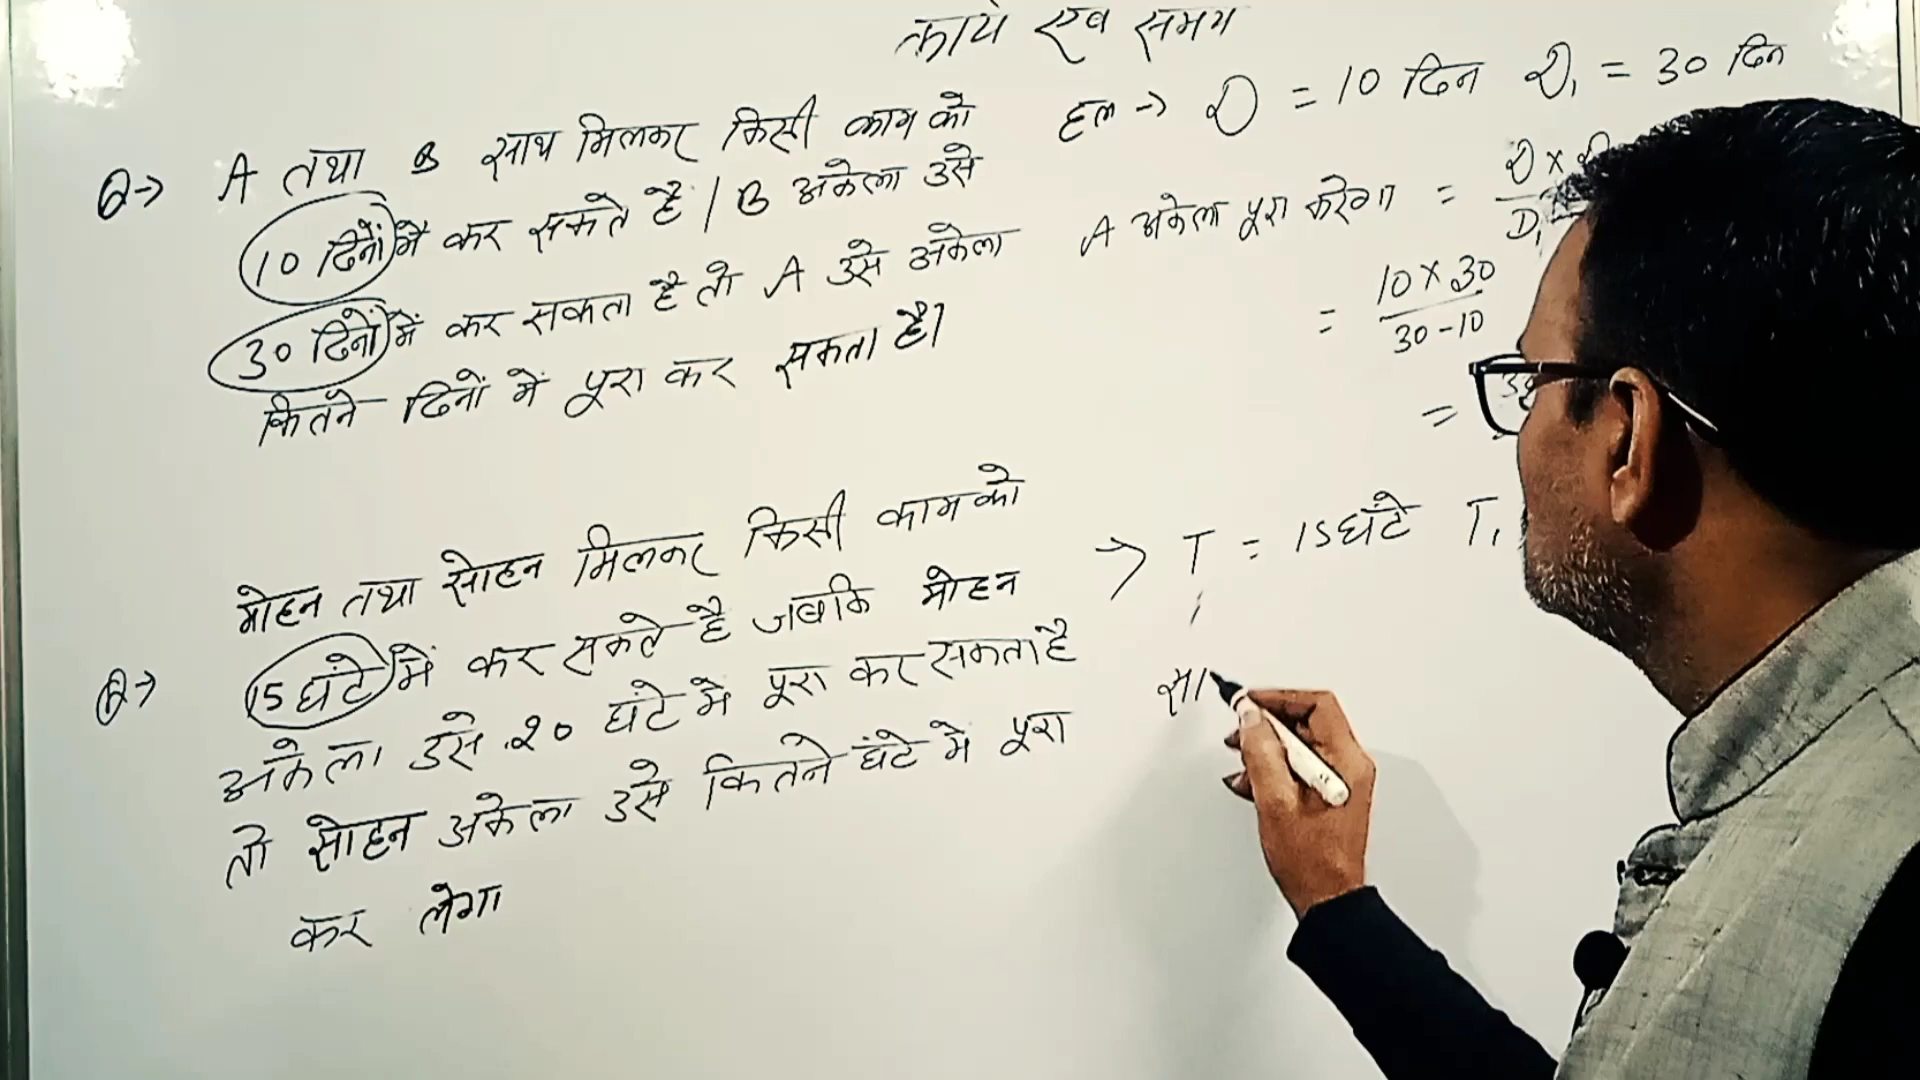 कार्य एवं समय
Q→ A तथा B साथ मिलकर किसी काम को
10 दिनों में कर सकते है। B अकेला उसे
30 दिनों में कर सकता है तो A उसे अकेला
कितने दिनों में पूरा कर सकता है।
हल → D = 10 दिन D₁ = 30 दिन
A अकेला पूरा करेगा = D ×
D₁
= 10 × 30
30 - 10
=
Q→ मोहन तथा सोहन मिलकर किसी काम को
15 घंटे में कर सकते है जबकि मोहन
अकेला उसे 20 घंटे में पूरा कर सकता है
तो सोहन अकेला उसे कितने घंटे में पूरा
कर लेगा
→ T = 15 घंटे T₁
सा